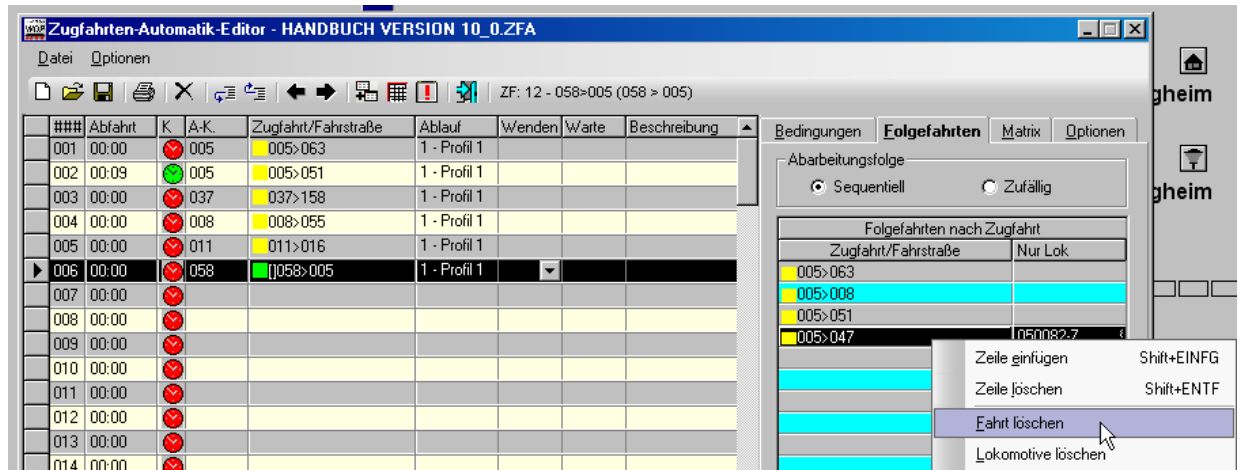 Zugfahrten-Automatik-Editor - HANDBUCH VERSION 10_0.ZFA
Datei Optionen
ZF: 12 - 058>005 (058 > 005)
gheim
gheim
### Abfahrt K A-K. Zugfahrt/Fahrstraße Ablauf Wenden Warte Beschreibung
001 00:00 005 005>063 1 - Profil 1
002 00:09 005 005>051 1 - Profil 1
003 00:00 037 037>158 1 - Profil 1
004 00:00 008 008>055 1 - Profil 1
005 00:00 011 011>016 1 - Profil 1
006 00:00 058 []058>005 1 - Profil 1
007 00:00
008 00:00
009 00:00
010 00:00
011 00:00
012 00:00
013 00:00
014 00:00
Bedingungen Folgefahrten Matrix Optionen
Abarbeitungsfolge
Sequentiell Zufällig
Folgefahrten nach Zugfahrt
Zugfahrt/Fahrstraße Nur Lok
005>063
005>008
005>051
005>047 050082-7
Zeile einfügen Shift+EINFG
Zeile löschen Shift+ENTF
Fahrt löschen
Lokomotive löschen